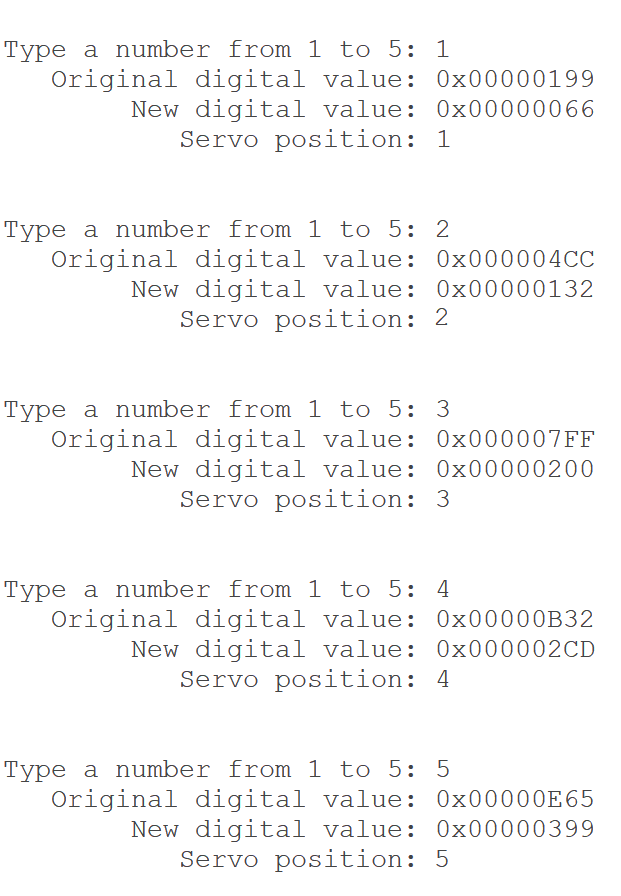 Type a number from 1 to 5: 1
Original digital value: 0x00000199
New digital value: 0x00000066
Servo position: 1
Type a number from 1 to 5: 2
Original digital value: 0x000004CC
New digital value: 0x00000132
Servo position: 2
Type a number from 1 to 5: 3
Original digital value: 0x000007FF
New digital value: 0x00000200
Servo position: 3
Type a number from 1 to 5: 4
Original digital value: 0x00000B32
New digital value: 0x000002CD
Servo position: 4
Type a number from 1 to 5: 5
Original digital value: 0x00000E65
New digital value: 0x00000399
Servo position: 5